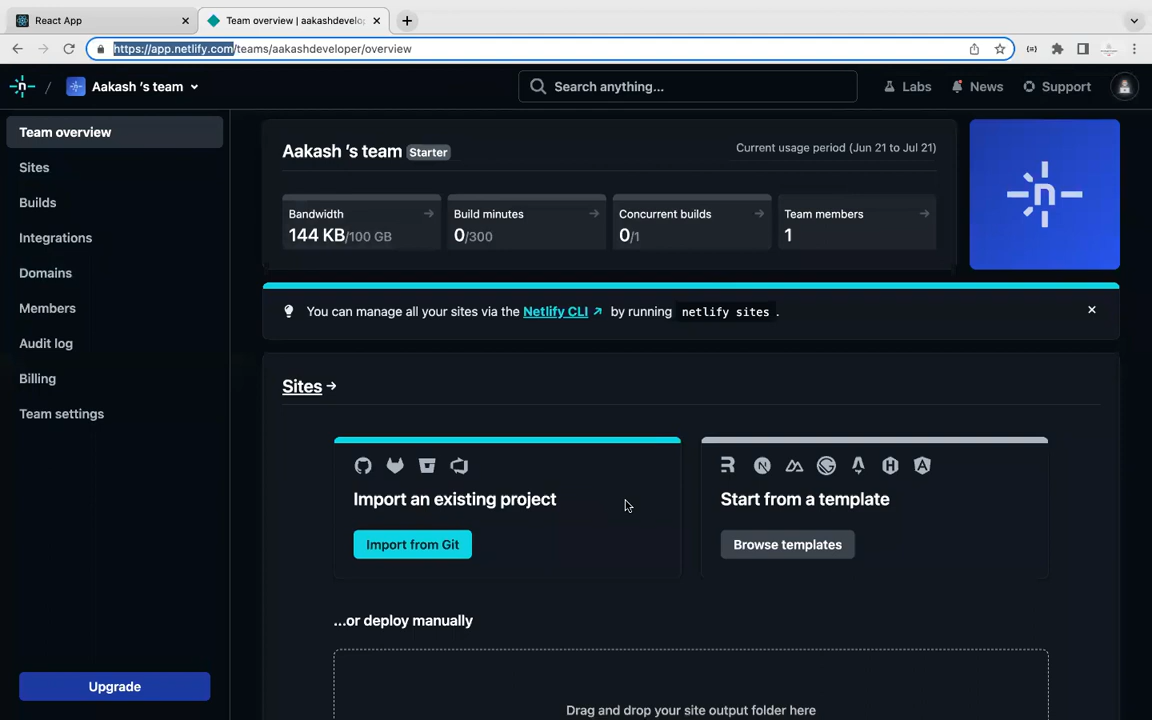 React App
Team overview | aakashdevelo
https://app.netlify.com/teams/aakashdeveloper/overview
Aakash 's team
Search anything...
Labs
News
Support
Team overview
Sites
Builds
Integrations
Domains
Members
Audit log
Billing
Team settings
Upgrade
Aakash 's team Starter
Current usage period (Jun 21 to Jul 21)
Bandwidth
144 KB/100 GB
Build minutes
0/300
Concurrent builds
0/1
Team members
1
You can manage all your sites via the Netlify CLI by running netlify sites .
Sites
Import an existing project
Import from Git
Start from a template
Browse templates
...or deploy manually
Drag and drop your site output folder here